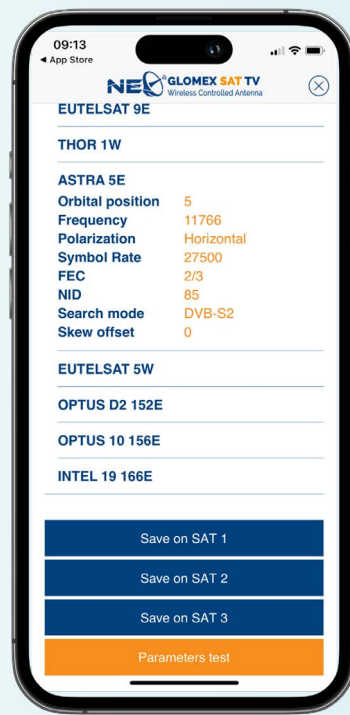 09:13
◀ App Store
NEO GLOMEX SAT TV
Wireless Controlled Antenna
EUTELSAT 9E
THOR 1W
ASTRA 5E
Orbital position 5
Frequency 11766
Polarization Horizontal
Symbol Rate 27500
FEC 2/3
NID 85
Search mode DVB-S2
Skew offset 0
EUTELSAT 5W
OPTUS D2 152E
OPTUS 10 156E
INTEL 19 166E
Save on SAT 1
Save on SAT 2
Save on SAT 3
Parameters test